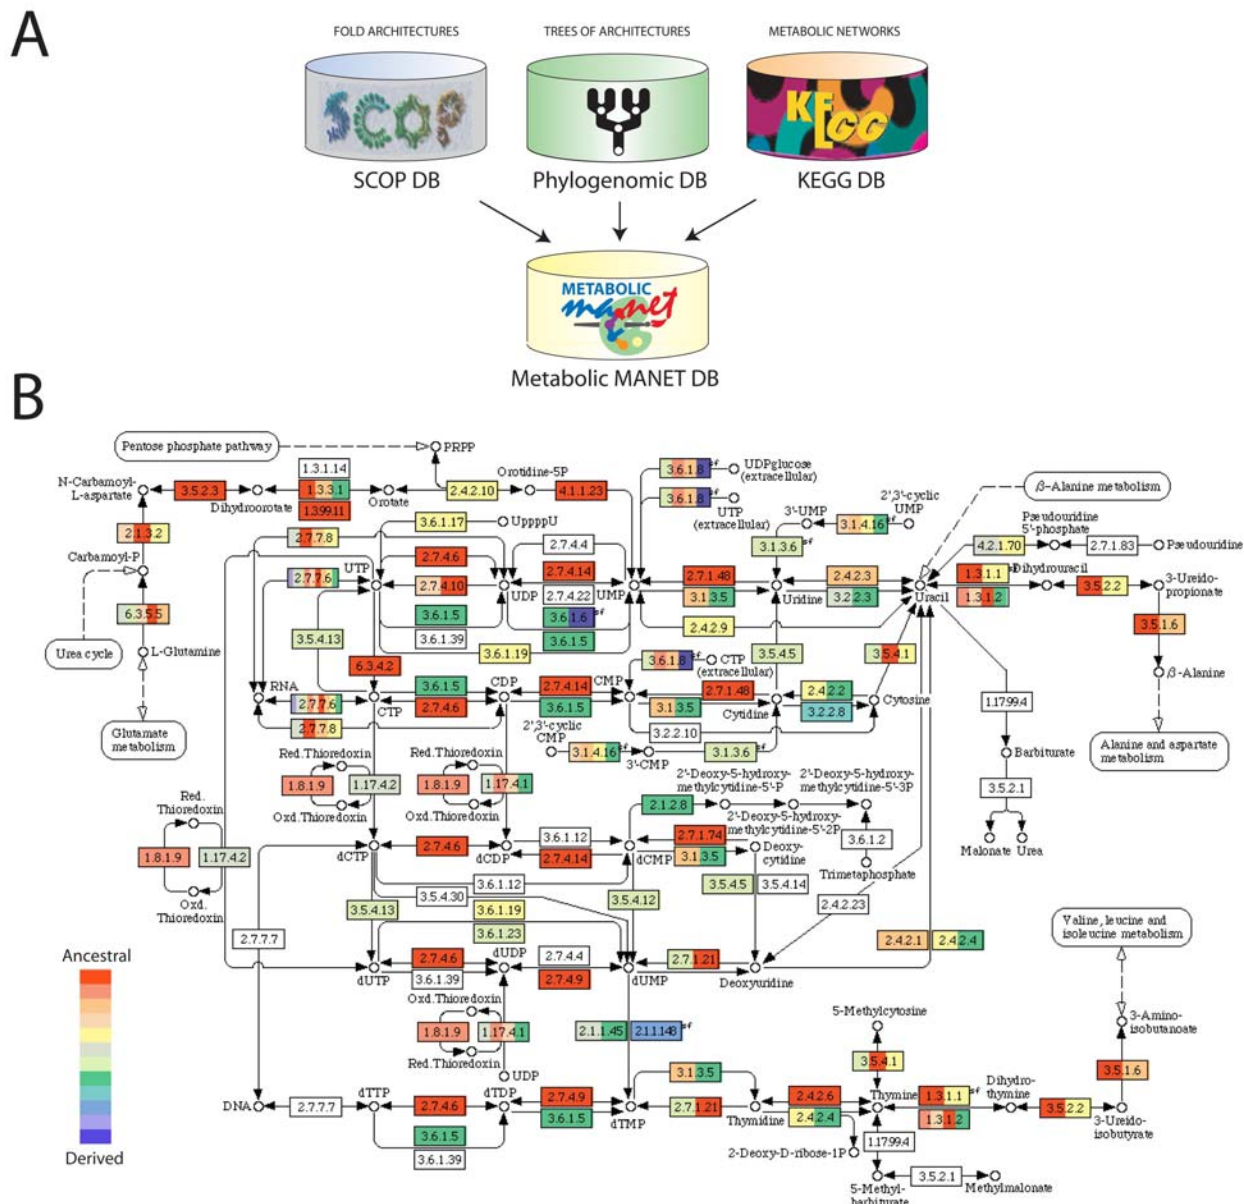 A
FOLD ARCHITECTURES
TREES OF ARCHITECTURES
METABOLIC NETWORKS
SCOP
KEGG
SCOP DB
Phylogenomic DB
KEGG DB
METABOLIC
manet
Metabolic MANET DB
B
Pentose phosphate pathway
PRPP
N-Carbamoyl-
L-aspartate
3.5.2.3
Dihydroorotate
1.3.1.14
1.3.3.1
1.3.99.11
Orotate
2.4.2.10
Orotidine-5P
4.1.1.23
3.6.1.8
sf
UDPglucose
(extracellular)
3.6.1.8
UTP
(extracellular)
β-Alanine metabolism
2',3'-cyclic
UMP
3'-UMP
3.1.4.16
sf
3.1.3.6
sf
Pseudouridine
5'-phosphate
4.2.1.70
2.7.1.83
Pseudouridine
2.1.3.2
Carbamoyl-P
6.3.5.5
Urea cycle
L-Glutamine
Glutamate
metabolism
2.7.7.8
3.6.1.17
UppppU
UTP
2.7.7.6
2.7.4.6
2.7.4.10
UDP
3.6.1.5
3.6.1.39
2.7.4.4
2.7.4.14
2.7.4.22
UMP
3.6.1.6
sf
3.6.1.5
3.6.1.19
2.7.1.48
3.1.3.5
Uridine
2.4.2.3
3.2.2.3
2.4.2.9
Uracil
1.3.1.1
sf
1.3.1.2
Dihydrouracil
3.5.2.2
3-Ureido-
propionate
3.5.1.6
β-Alanine
Alanine and aspartate
metabolism
3.5.4.13
6.3.4.2
RNA
2.7.7.6
2.7.7.8
CTP
3.6.1.5
2.7.4.6
CDP
2.7.4.14
3.6.1.5
CMP
3.6.1.8
sf
CTP
(extracellular)
2.7.1.48
3.1.3.5
Cytidine
3.5.4.5
2.4.2.2
3.2.2.8
Cytosine
3.5.4.1
3.2.2.10
2',3'-cyclic
CMP
3.1.4.16
sf
3'-CMP
3.1.3.6
sf
1.17.99.4
Barbiturate
3.5.2.1
Malonate
Urea
Red.Thioredoxin
1.8.1.9
1.17.4.2
Oxd.Thioredoxin
Red.Thioredoxin
1.8.1.9
1.17.4.1
Oxd.Thioredoxin
Red.
Thioredoxin
1.8.1.9
1.17.4.2
Oxd.
Thioredoxin
2'-Deoxy-5-hydroxy-
methylcytidine-5'-P
2'-Deoxy-5-hydroxy-
methylcytidine-5'-3P
2.1.2.8
2'-Deoxy-5-hydroxy-
methylcytidine-5'-2P
3.6.1.2
Trimetaphosphate
dCTP
2.7.4.6
dCDP
3.6.1.12
2.7.4.14
dCMP
2.7.1.74
3.1.3.5
Deoxy-
cytidine
3.6.1.12
3.5.4.30
3.5.4.13
3.6.1.19
3.6.1.23
3.5.4.12
3.5.4.5
3.5.4.14
2.4.2.23
2.7.7.7
2.4.2.1
2.4.2.4
dUTP
2.7.4.6
3.6.1.39
dUDP
2.7.4.4
2.7.4.9
dUMP
2.7.1.21
Deoxyuridine
Oxd.Thioredoxin
1.8.1.9
1.17.4.1
Red.Thioredoxin
UDP
2.1.1.45
2.1.1.148
sf
Valine, leucine and
isoleucine metabolism
3-Amino-
isobutanoate
3.5.1.6
5-Methylcytosine
3.5.4.1
DNA
2.7.7.7
dTTP
2.7.4.6
dTDP
2.7.4.9
3.6.1.5
dTMP
3.1.3.5
2.7.1.21
Thymidine
2.4.2.6
2.4.2.4
Thymine
1.3.1.1
sf
1.3.1.2
Dihydro-
thymine
3.5.2.2
3-Ureido-
isobutyrate
3.6.1.5
3.6.1.39
2-Deoxy-D-ribose-1P
1.17.99.4
5-Methyl-
barbiturate
3.5.2.1
Methylmalonate
Ancestral
Derived